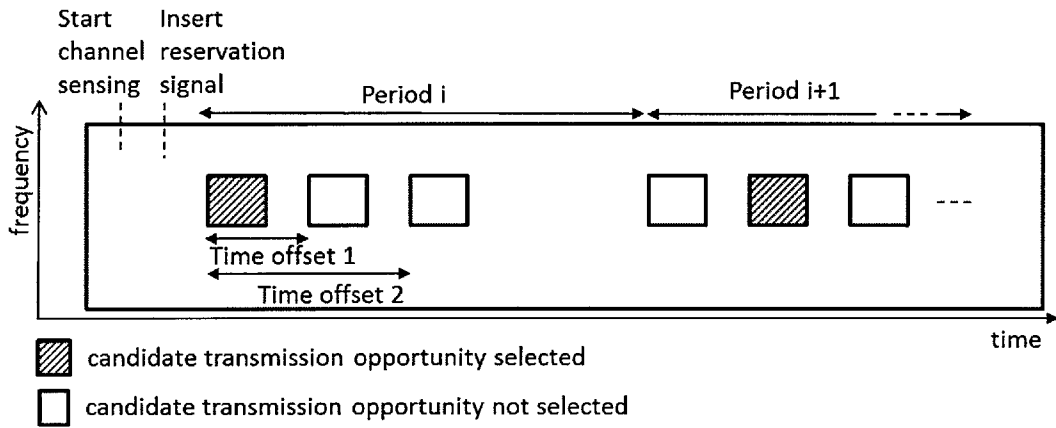 Start
channel
sensing
Insert
reservation
signal
Period i
Period i+1
frequency
Time offset 1
Time offset 2
time
candidate transmission opportunity selected
candidate transmission opportunity not selected